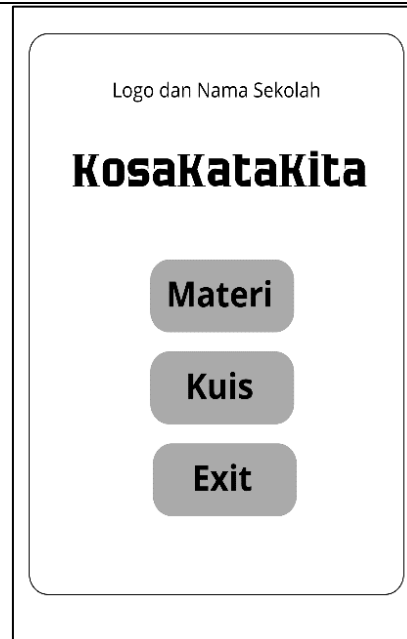 Logo dan Nama Sekolah
KosaKataKita
Materi
Kuis
Exit